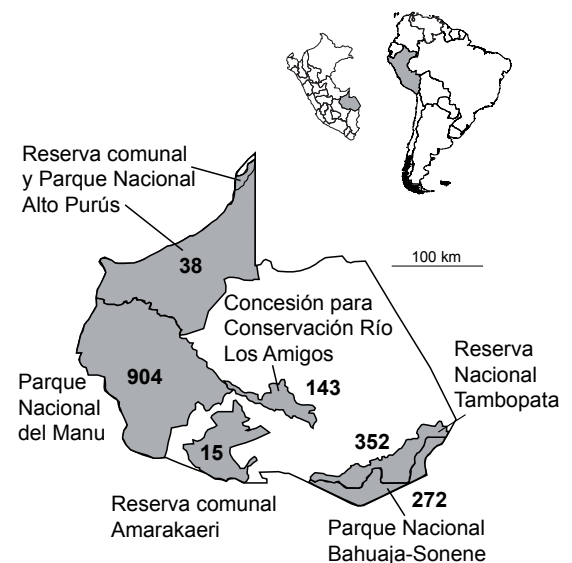 Reserva comunal
y Parque Nacional
Alto Purús
38
100 km
Concesión para
Conservación Río
Los Amigos
143
Reserva
Nacional
Tambopata
904
Parque
Nacional
del Manu
352
15
272
Reserva comunal
Amarakaeri
Parque Nacional
Bahuaja-Sonene